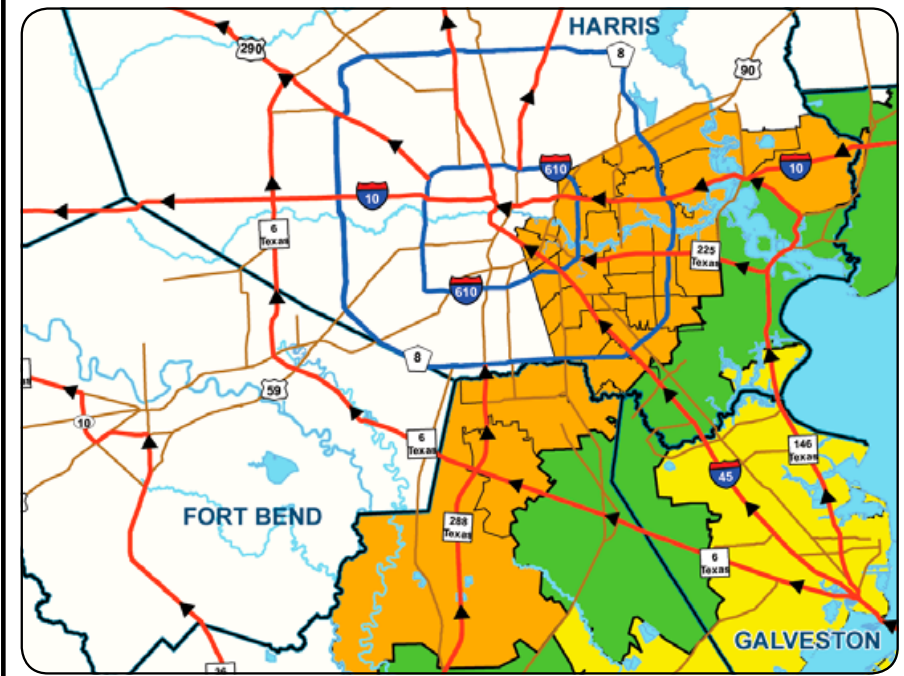 HARRIS
290
8
90
610
10
10
6
Texas
225
Texas
610
8
59
10
6
Texas
146
Texas
45
FORT BEND
288
Texas
6
Texas
GALVESTON